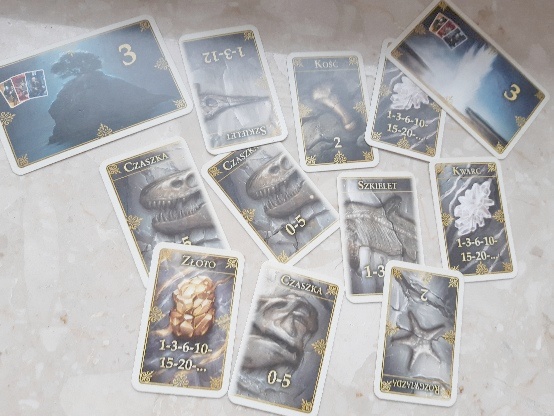 3
1-3-12
SZKIELET
KOŚĆ
2
1-3-6-10-
15-20-...
3
CZASZKA
5
CZASZKA
0-5
SZKIELET
1-3
KWARC
1-3-6-10-
15-20-...
ZŁOTO
1-3-6-10-
15-20-...
CZASZKA
0-5
2
ROZGWIAZDA